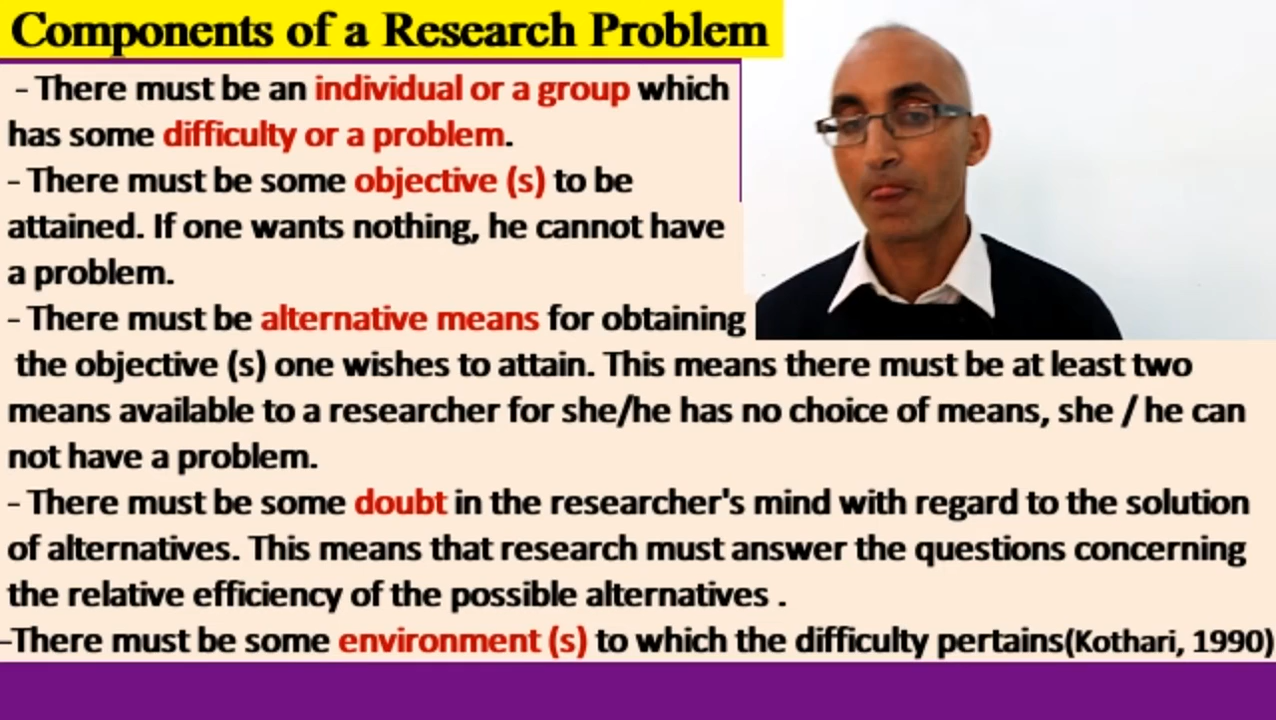 Components of a Research Problem
- There must be an individual or a group which
has some difficulty or a problem.
- There must be some objective (s) to be
attained. If one wants nothing, he cannot have
a problem.
- There must be alternative means for obtaining
the objective (s) one wishes to attain. This means there must be at least two
means available to a researcher for she/he has no choice of means, she / he can
not have a problem.
- There must be some doubt in the researcher's mind with regard to the solution
of alternatives. This means that research must answer the questions concerning
the relative efficiency of the possible alternatives .
-There must be some environment (s) to which the difficulty pertains(Kothari, 1990)